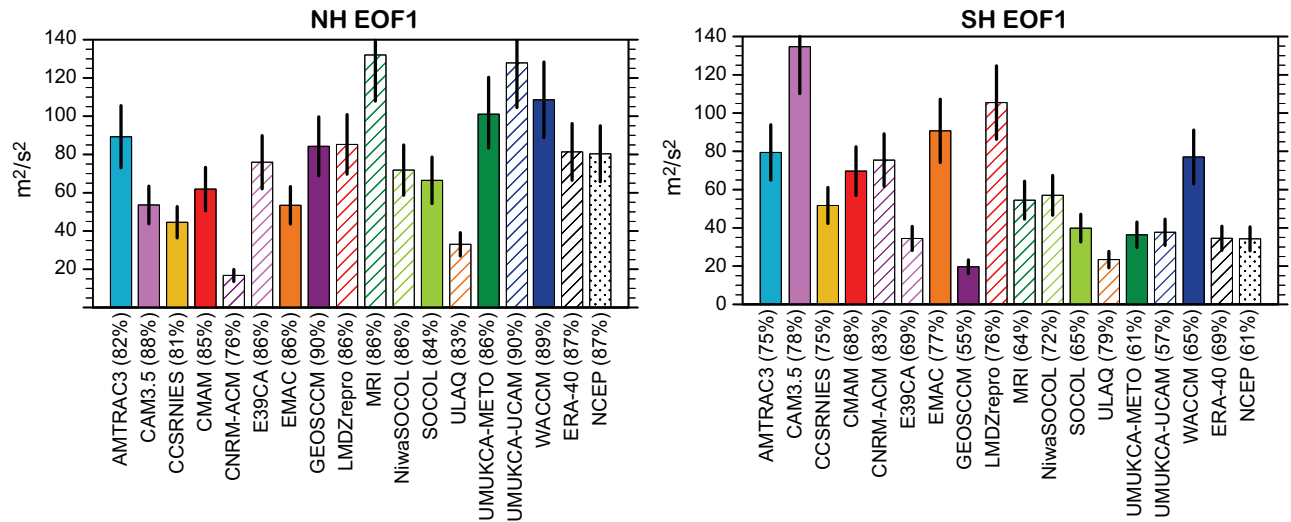 NH EOF1
m²/s²
140
120
100
80
60
40
20
AMTRAC3 (82%)
CAM3.5 (88%)
CCSRNIES (81%)
CMAM (85%)
CNRM-ACM (76%)
E39CA (86%)
EMAC (86%)
GEOSCCM (90%)
LMDZrepro (86%)
MRI (86%)
NiwaSOCOL (86%)
SOCOL (84%)
ULAQ (83%)
UMUKCA-METO (86%)
UMUKCA-UCAM (90%)
WACCM (89%)
ERA-40 (87%)
NCEP (87%)
SH EOF1
m²/s²
140
120
100
80
60
40
20
0
AMTRAC3 (75%)
CAM3.5 (78%)
CCSRNIES (75%)
CMAM (68%)
CNRM-ACM (83%)
E39CA (69%)
EMAC (77%)
GEOSCCM (55%)
LMDZrepro (76%)
MRI (64%)
NiwaSOCOL (72%)
SOCOL (65%)
ULAQ (79%)
UMUKCA-METO (61%)
UMUKCA-UCAM (57%)
WACCM (65%)
ERA-40 (69%)
NCEP (61%)